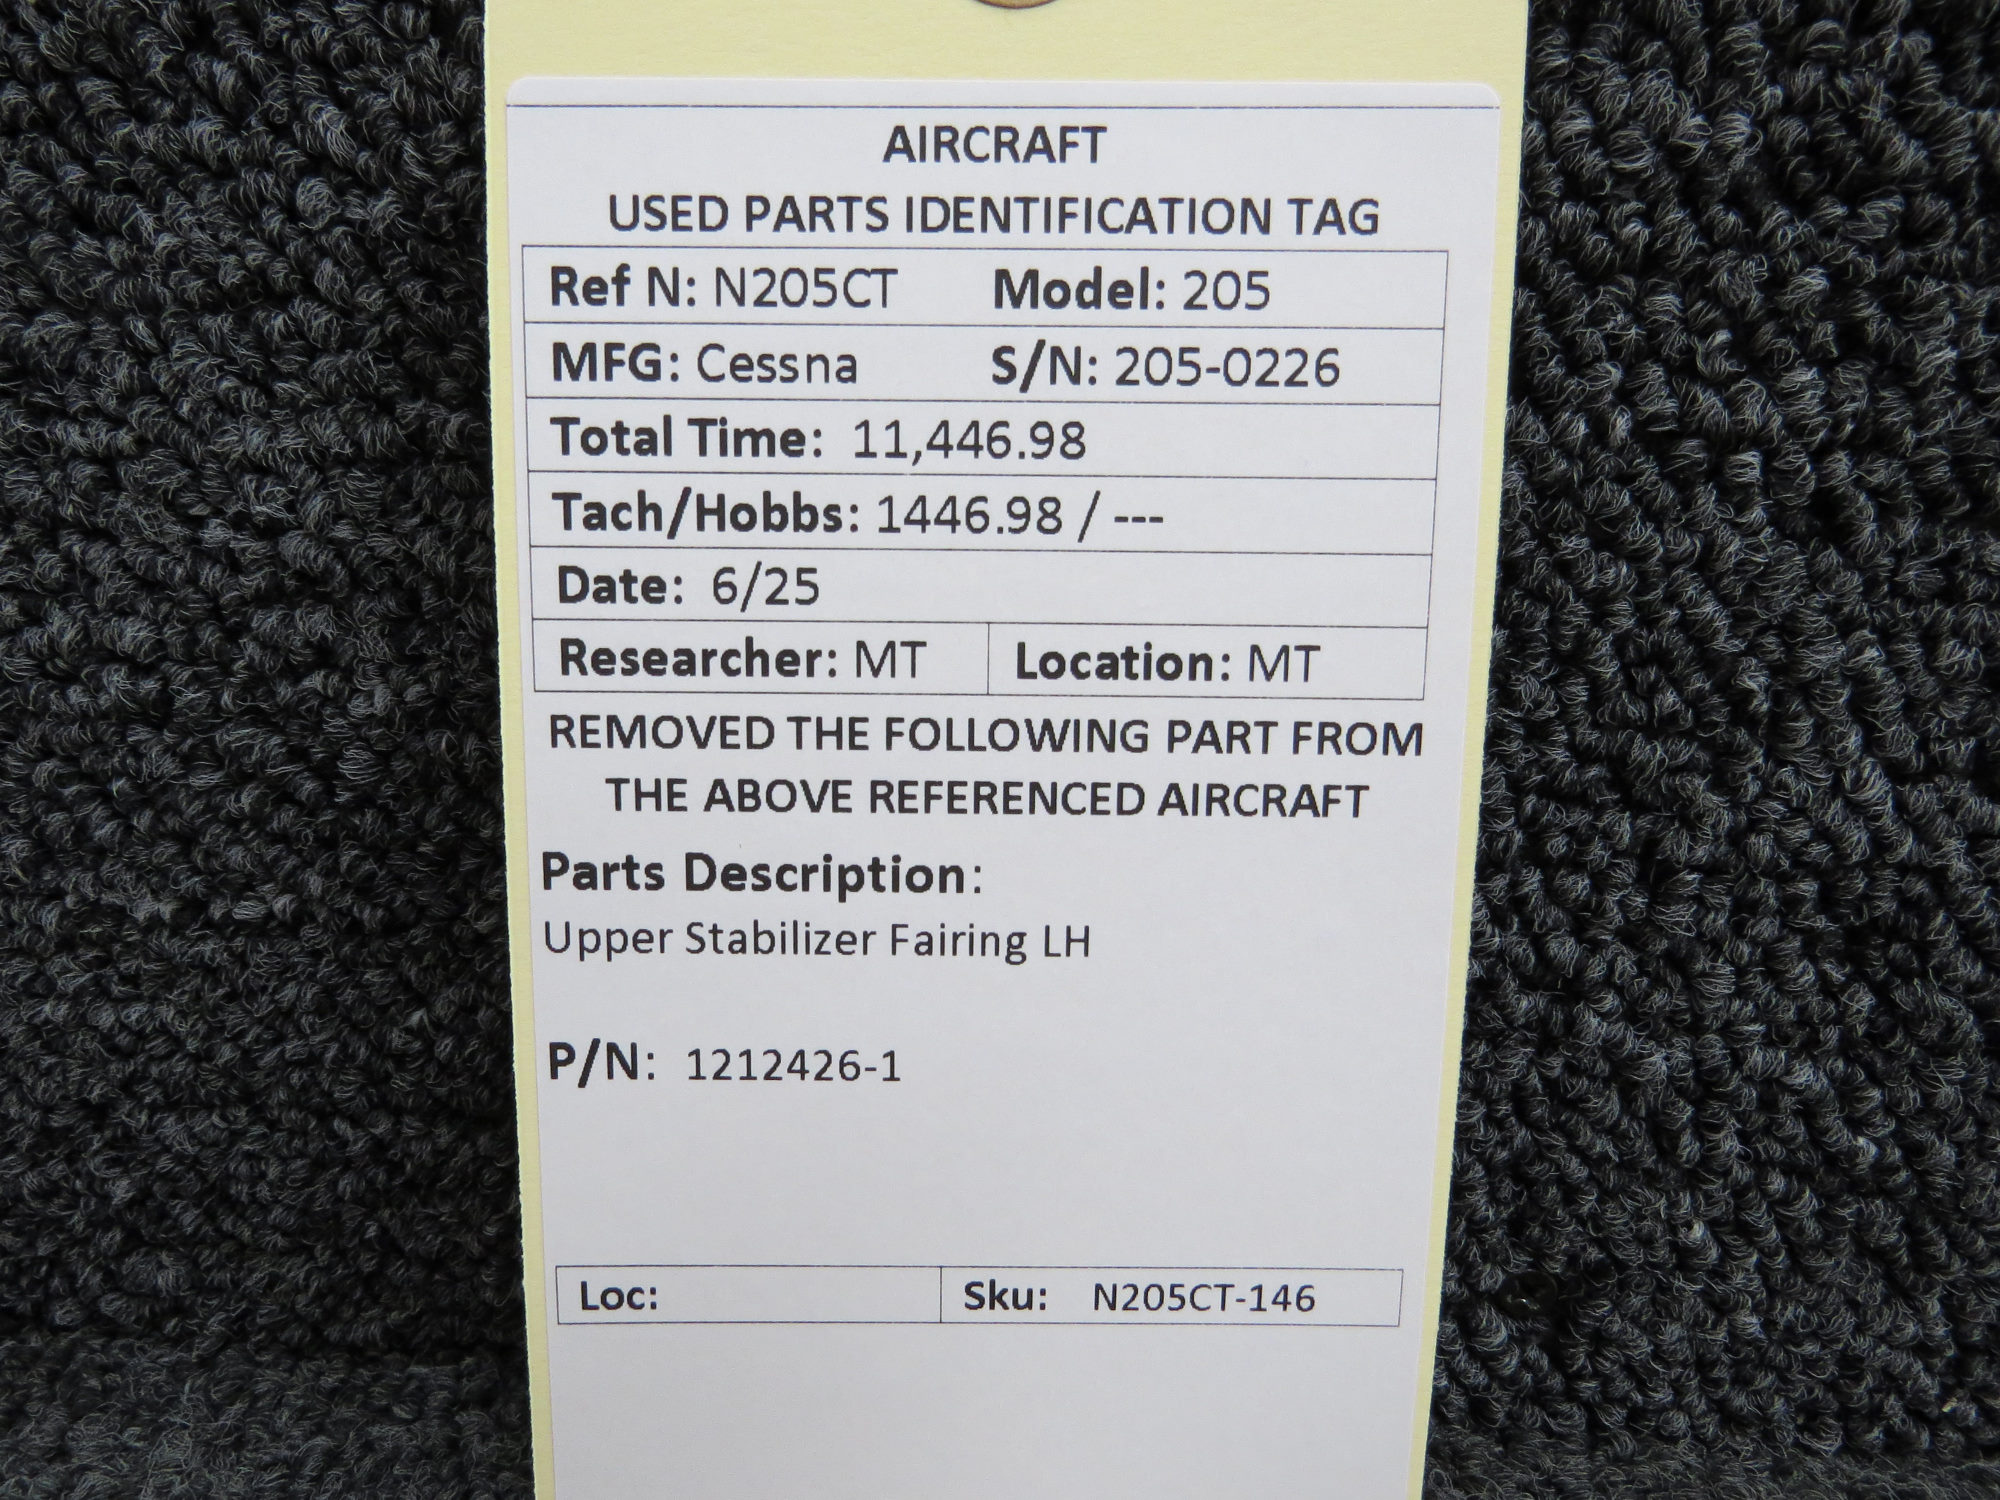 AIRCRAFT
USED PARTS IDENTIFICATION TAG
Ref N: N205CT Model: 205
MFG: Cessna S/N: 205-0226
Total Time: 11,446.98
Tach/Hobbs: 1446.98 / ---
Date: 6/25
Researcher: MT Location: MT
REMOVED THE FOLLOWING PART FROM
THE ABOVE REFERENCED AIRCRAFT
Parts Description:
Upper Stabilizer Fairing LH
P/N: 1212426-1
Loc: Sku: N205CT-146